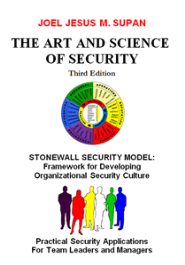 JOEL JESUS M. SUPAN
THE ART AND SCIENCE
OF SECURITY
Third Edition
STONEWALL SECURITY MODEL:
Framework for Developing
Organizational Security Culture
Practical Security Applications
For Team Leaders and Managers